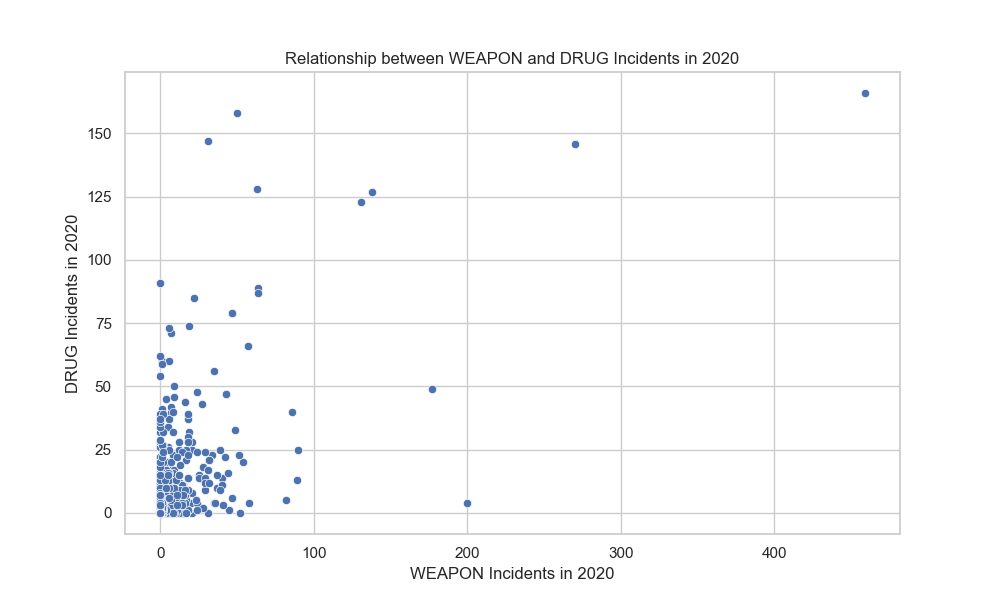 Relationship between WEAPON and DRUG Incidents in 2020
150
125
100
75
50
25
0
DRUG Incidents in 2020
0 100 200 300 400
WEAPON Incidents in 2020